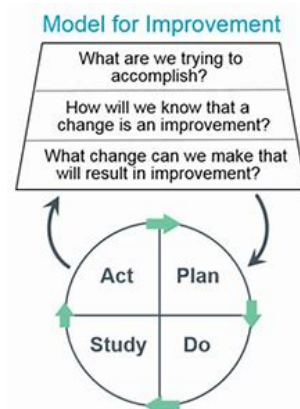 Model for Improvement
What are we trying to
accomplish?
How will we know that a
change is an improvement?
What change can we make that
will result in improvement?
Act
Plan
Study
Do